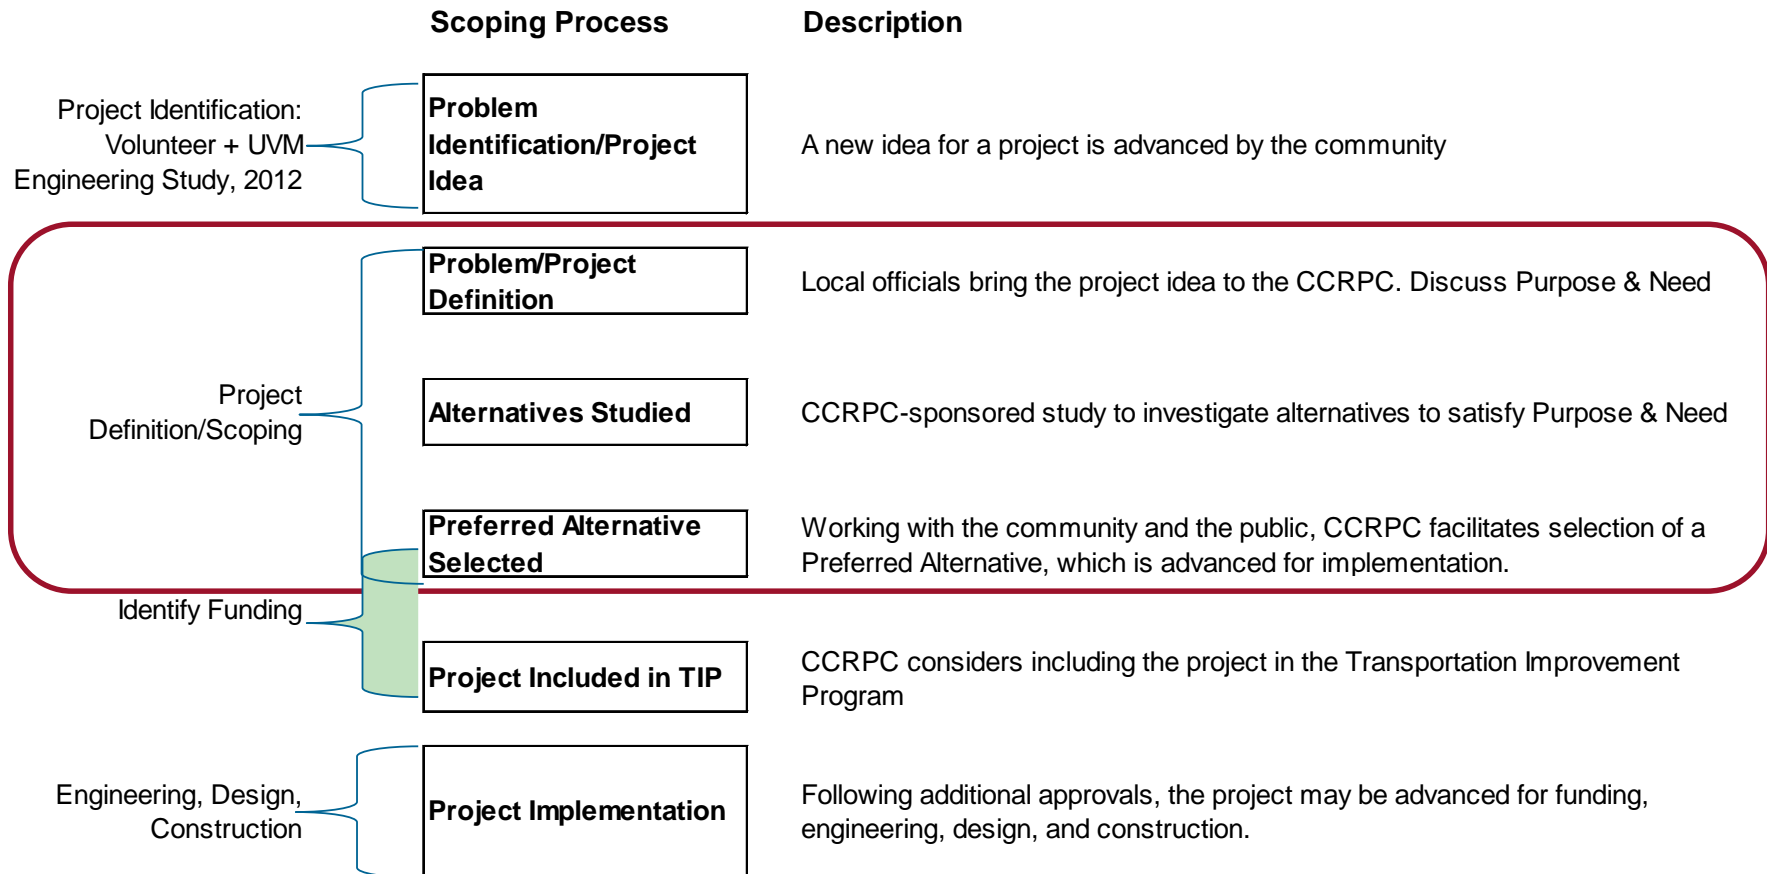 Scoping Process
Description
Project Identification:
Volunteer + UVM
Engineering Study, 2012
Problem
Identification/Project
Idea
A new idea for a project is advanced by the community
Problem/Project
Definition
Local officials bring the project idea to the CCRPC. Discuss Purpose & Need
Project
Definition/Scoping
Alternatives Studied
CCRPC-sponsored study to investigate alternatives to satisfy Purpose & Need
Preferred Alternative
Selected
Working with the community and the public, CCRPC facilitates selection of a
Preferred Alternative, which is advanced for implementation.
Identify Funding
Project Included in TIP
CCRPC considers including the project in the Transportation Improvement
Program
Engineering, Design,
Construction
Project Implementation
Following additional approvals, the project may be advanced for funding,
engineering, design, and construction.